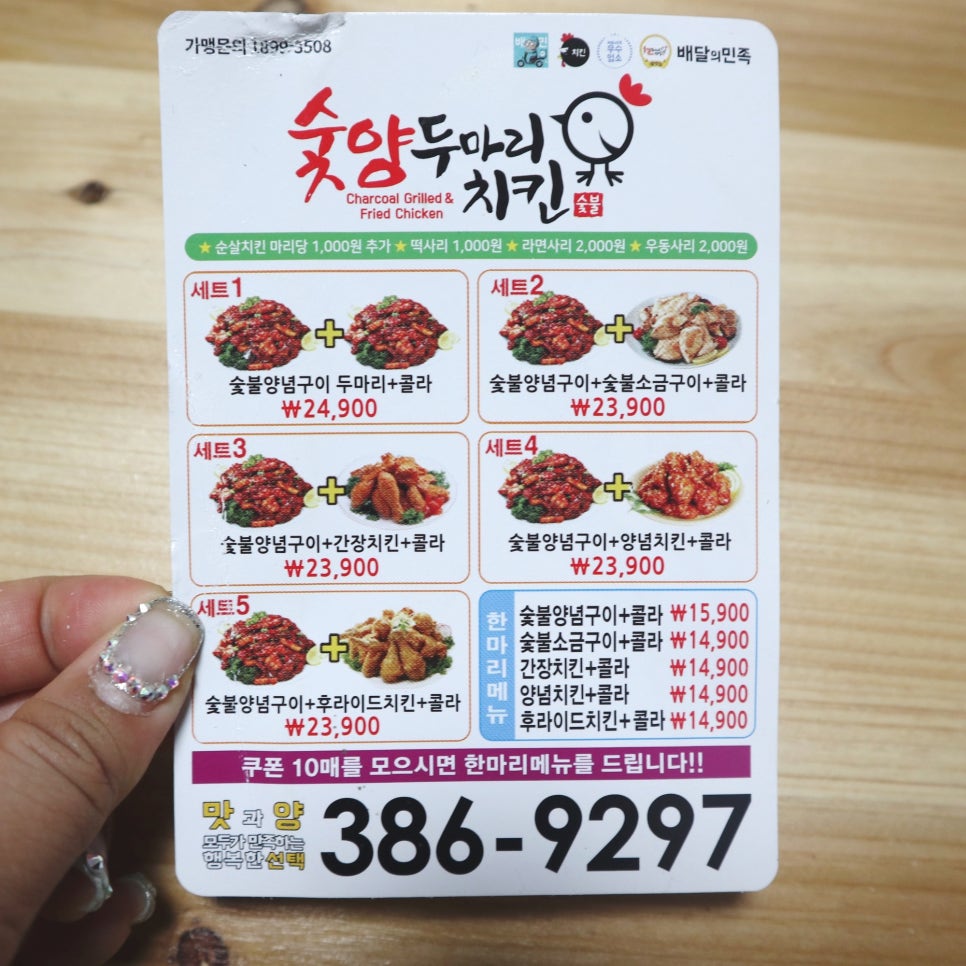 가맹문의 1899-3508
배민 치킨 우수업소 배달의민족
숯양두마리치킨
Charcoal Grilled &
Fried Chicken
숯불
★ 순살치킨 마리당 1,000원 추가 ★ 떡사리 1,000원 ★ 라면사리 2,000원 ★ 우동사리 2,000원
세트1
숯불양념구이 두마리+콜라
₩24,900
세트2
숯불양념구이+숯불소금구이+콜라
₩23,900
세트3
숯불양념구이+간장치킨+콜라
₩23,900
세트4
숯불양념구이+양념치킨+콜라
₩23,900
세트5
숯불양념구이+후라이드치킨+콜라
₩23,900
한마리메뉴
숯불양념구이+콜라 ₩15,900
숯불소금구이+콜라 ₩14,900
간장치킨+콜라 ₩14,900
양념치킨+콜라 ₩14,900
후라이드치킨+콜라 ₩14,900
쿠폰 10매를 모으시면 한마리메뉴를 드립니다!!
맛과 양
모두가 만족하는
행복한선택
386-9297